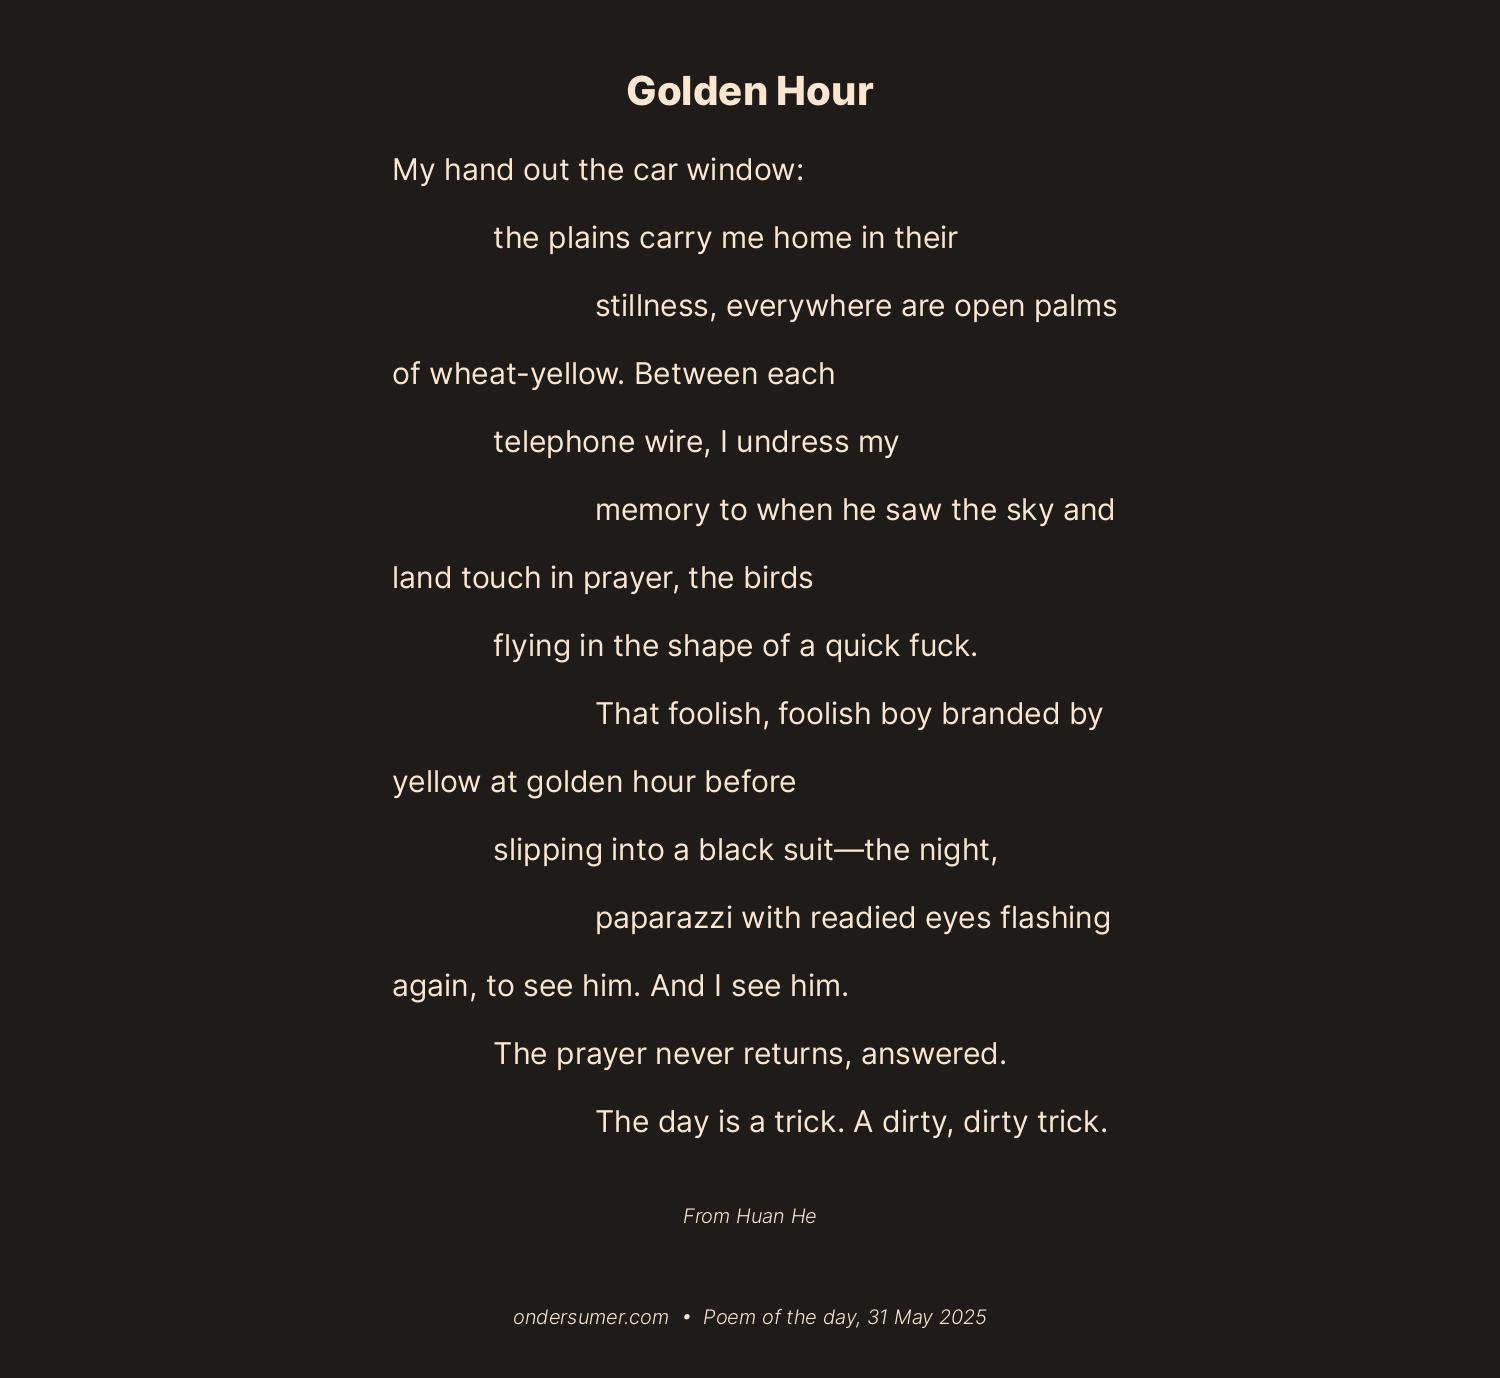 Golden Hour
My hand out the car window:
the plains carry me home in their
stillness, everywhere are open palms
of wheat-yellow. Between each
telephone wire, I undress my
memory to when he saw the sky and
land touch in prayer, the birds
flying in the shape of a quick fuck.
That foolish, foolish boy branded by
yellow at golden hour before
slipping into a black suit—the night,
paparazzi with readied eyes flashing
again, to see him. And I see him.
The prayer never returns, answered.
The day is a trick. A dirty, dirty trick.
From Huan He
ondersumer.com • Poem of the day, 31 May 2025